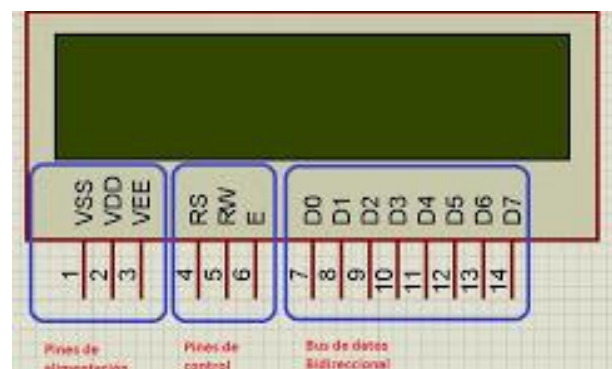 VSS VDD VEE RS RW E D0 D1 D2 D3 D4 D5 D6 D7
1 2 3 4 5 6 7 8 9 10 11 12 13 14
Pines de Pines de Bus de datos
alimentación control Bidireccional